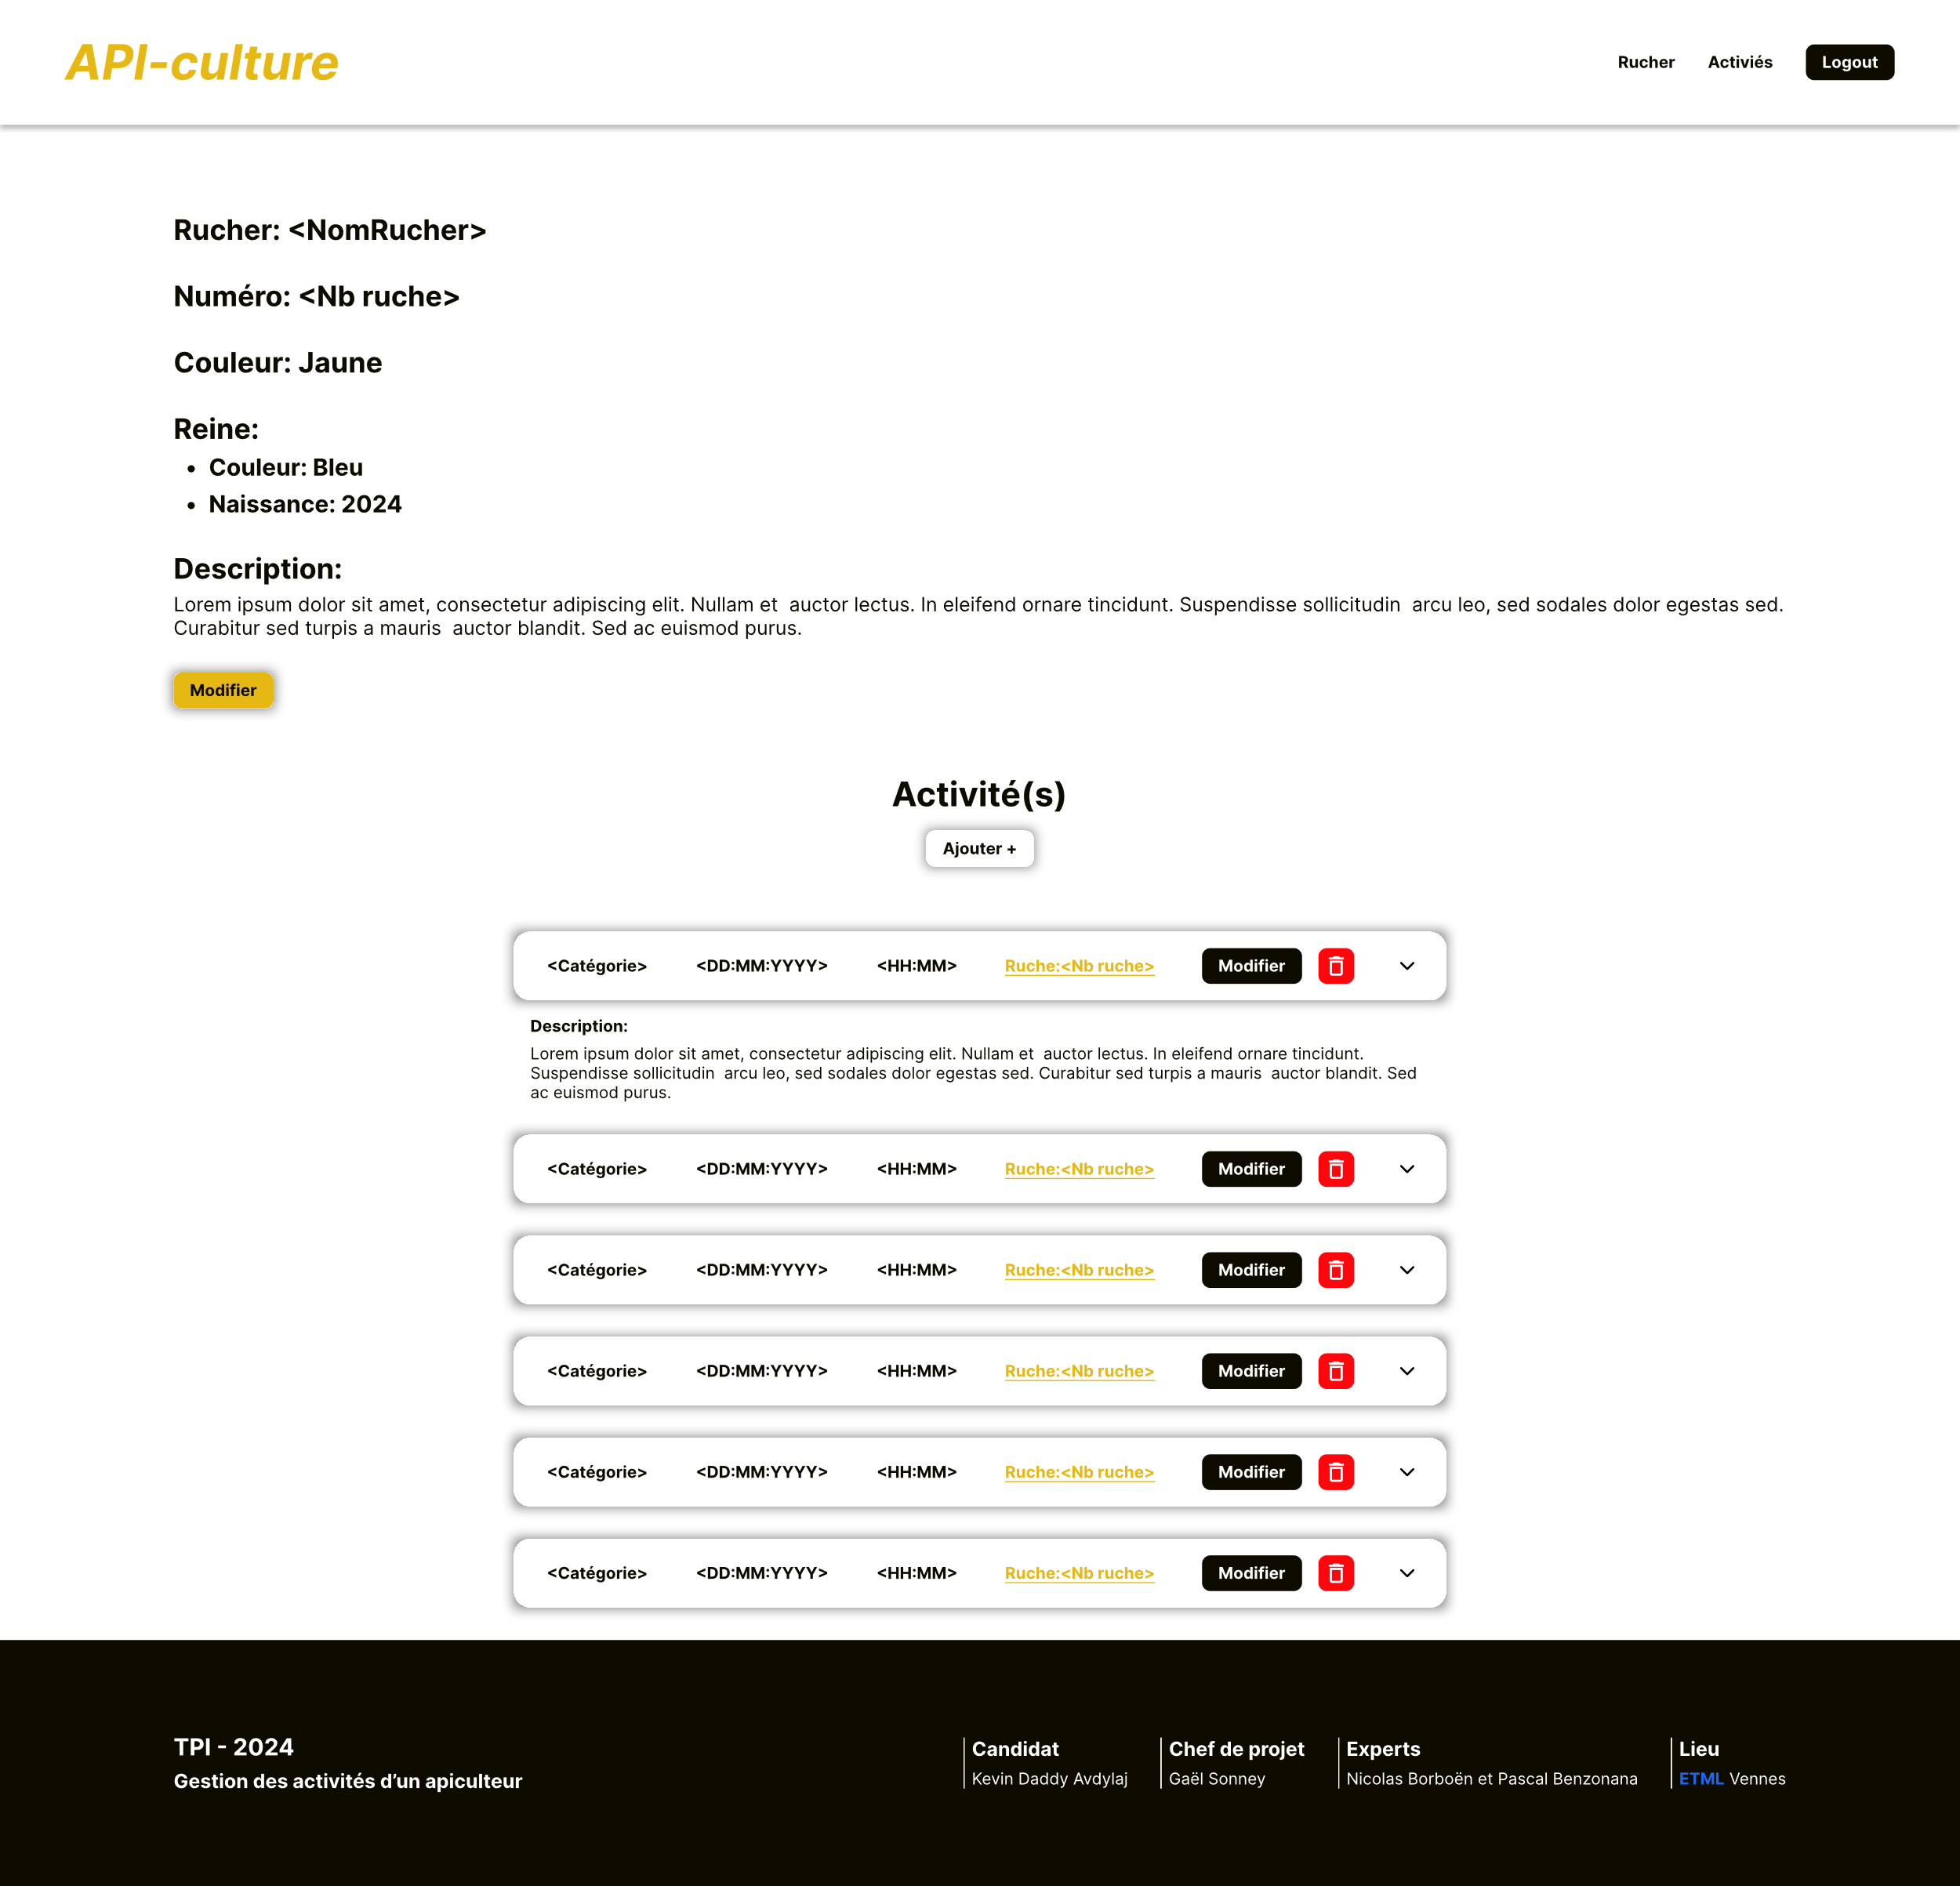 API-culture
Rucher Activiés Logout
Rucher: <NomRucher>
Numéro: <Nb ruche>
Couleur: Jaune
Reine:
• Couleur: Bleu
• Naissance: 2024
Description:
Lorem ipsum dolor sit amet, consectetur adipiscing elit. Nullam et  auctor lectus. In eleifend ornare tincidunt. Suspendisse sollicitudin  arcu leo, sed sodales dolor egestas sed.
Curabitur sed turpis a mauris  auctor blandit. Sed ac euismod purus.
Modifier
Activité(s)
Ajouter +
<Catégorie> <DD:MM:YYYY> <HH:MM> Ruche:<Nb ruche> Modifier
Description:
Lorem ipsum dolor sit amet, consectetur adipiscing elit. Nullam et  auctor lectus. In eleifend ornare tincidunt.
Suspendisse sollicitudin  arcu leo, sed sodales dolor egestas sed. Curabitur sed turpis a mauris  auctor blandit. Sed
ac euismod purus.
<Catégorie> <DD:MM:YYYY> <HH:MM> Ruche:<Nb ruche> Modifier
<Catégorie> <DD:MM:YYYY> <HH:MM> Ruche:<Nb ruche> Modifier
<Catégorie> <DD:MM:YYYY> <HH:MM> Ruche:<Nb ruche> Modifier
<Catégorie> <DD:MM:YYYY> <HH:MM> Ruche:<Nb ruche> Modifier
<Catégorie> <DD:MM:YYYY> <HH:MM> Ruche:<Nb ruche> Modifier
TPI - 2024
Gestion des activités d’un apiculteur
Candidat
Kevin Daddy Avdylaj
Chef de projet
Gaël Sonney
Experts
Nicolas Borboën et Pascal Benzonana
Lieu
ETML Vennes